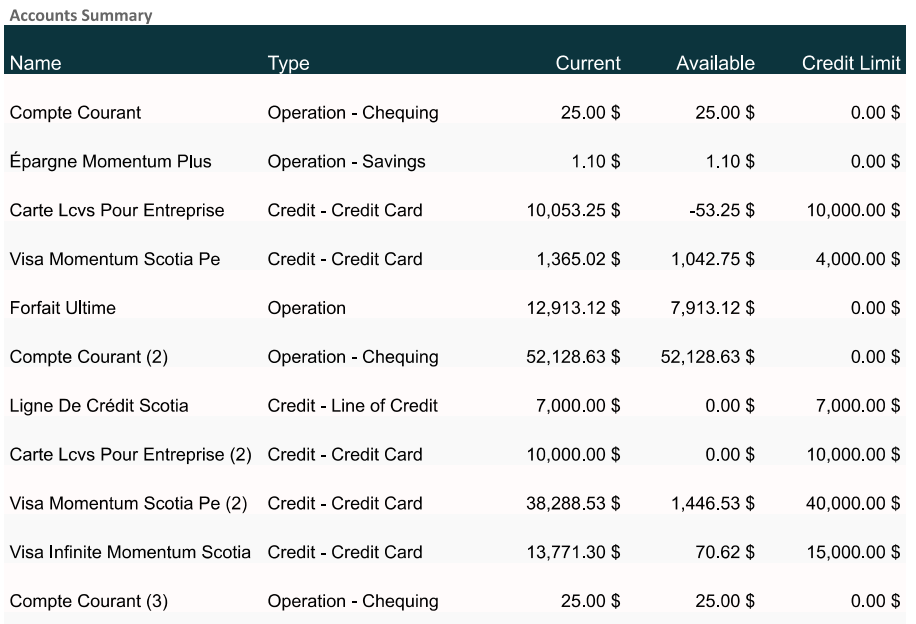 Accounts Summary
Name Type Current Available Credit Limit
Compte Courant Operation - Chequing 25.00 $ 25.00 $ 0.00 $
Épargne Momentum Plus Operation - Savings 1.10 $ 1.10 $ 0.00 $
Carte Lcvs Pour Entreprise Credit - Credit Card 10,053.25 $ -53.25 $ 10,000.00 $
Visa Momentum Scotia Pe Credit - Credit Card 1,365.02 $ 1,042.75 $ 4,000.00 $
Forfait Ultime Operation 12,913.12 $ 7,913.12 $ 0.00 $
Compte Courant (2) Operation - Chequing 52,128.63 $ 52,128.63 $ 0.00 $
Ligne De Crédit Scotia Credit - Line of Credit 7,000.00 $ 0.00 $ 7,000.00 $
Carte Lcvs Pour Entreprise (2) Credit - Credit Card 10,000.00 $ 0.00 $ 10,000.00 $
Visa Momentum Scotia Pe (2) Credit - Credit Card 38,288.53 $ 1,446.53 $ 40,000.00 $
Visa Infinite Momentum Scotia Credit - Credit Card 13,771.30 $ 70.62 $ 15,000.00 $
Compte Courant (3) Operation - Chequing 25.00 $ 25.00 $ 0.00 $